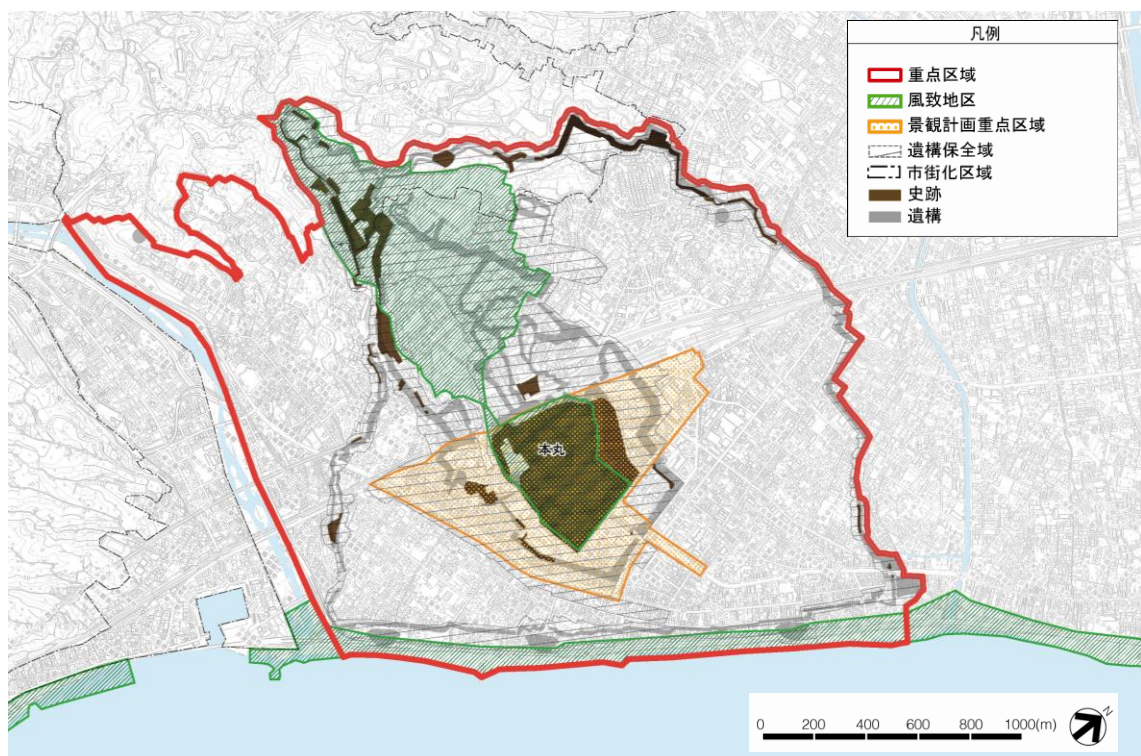 凡例
重点区域
風致地区
景観計画重点区域
遺構保全域
市街化区域
史跡
遺構
本丸
0 200 400 600 800 1000(m)
N